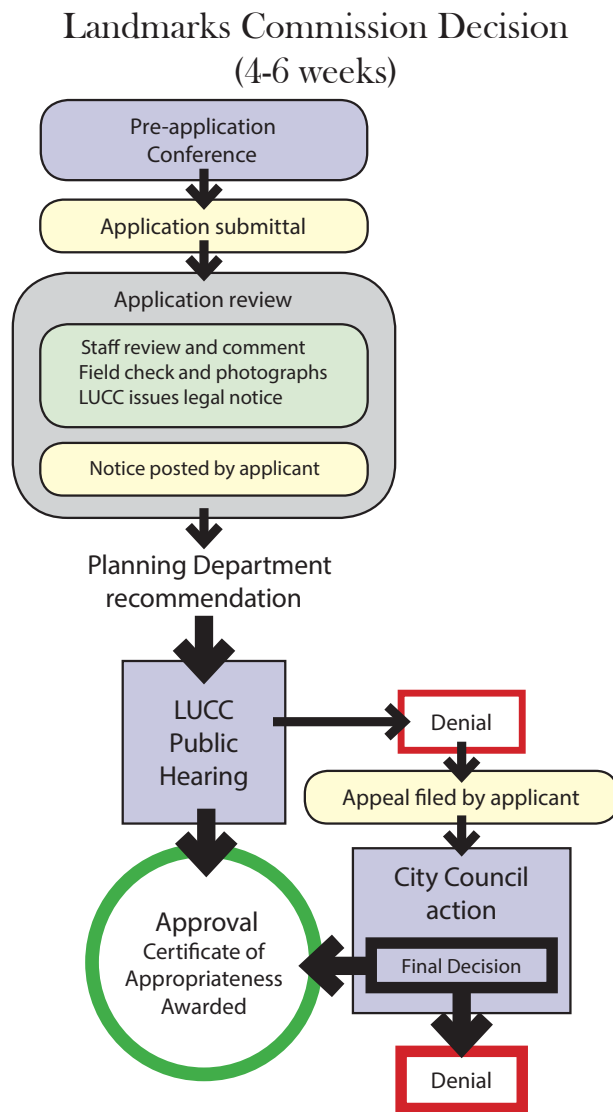 Landmarks Commission Decision
(4-6 weeks)
Pre-application
Conference
Application submittal
Application review
Staff review and comment
Field check and photographs
LUCC issues legal notice
Notice posted by applicant
Planning Department
recommendation
LUCC
Public
Hearing
Denial
Appeal filed by applicant
City Council
action
Final Decision
Approval
Certificate of
Appropriateness
Awarded
Denial